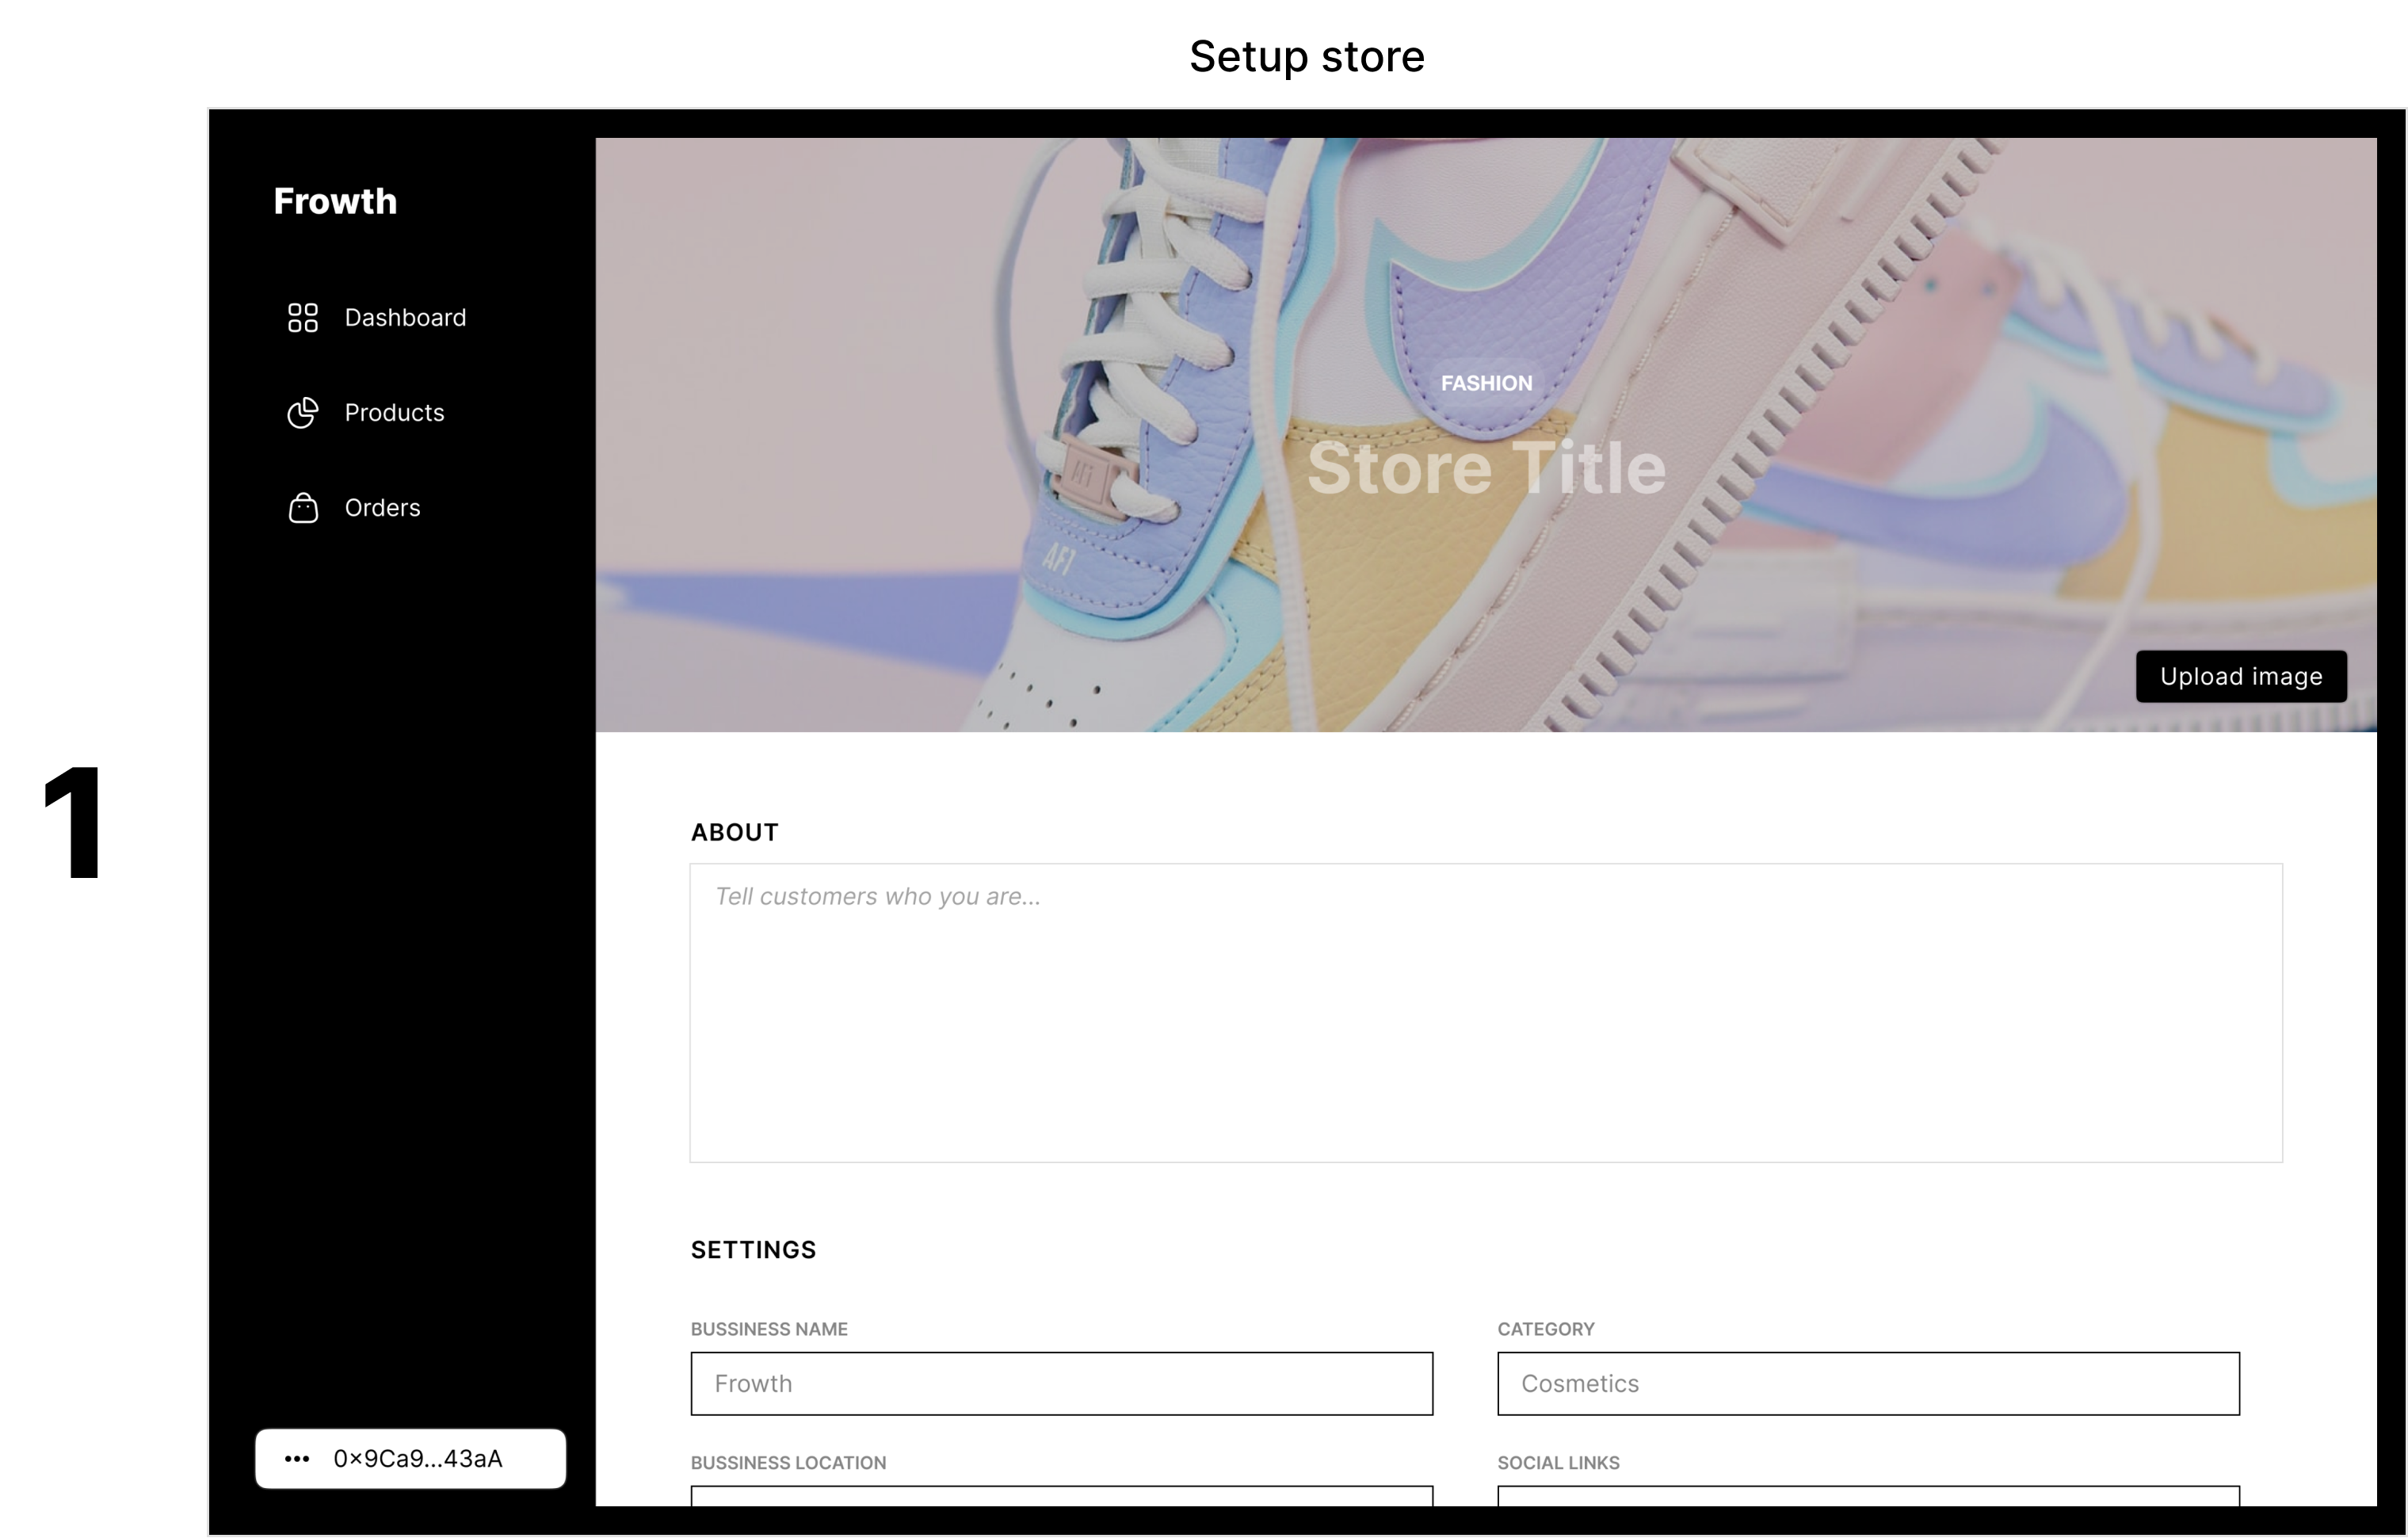 Setup store
1
Frowth
Dashboard
Products
Orders
0×9Ca9...43aA
FASHION
Store Title
AF1
Upload image
ABOUT
Tell customers who you are...
SETTINGS
BUSSINESS NAME
CATEGORY
Frowth
Cosmetics
BUSSINESS LOCATION
SOCIAL LINKS